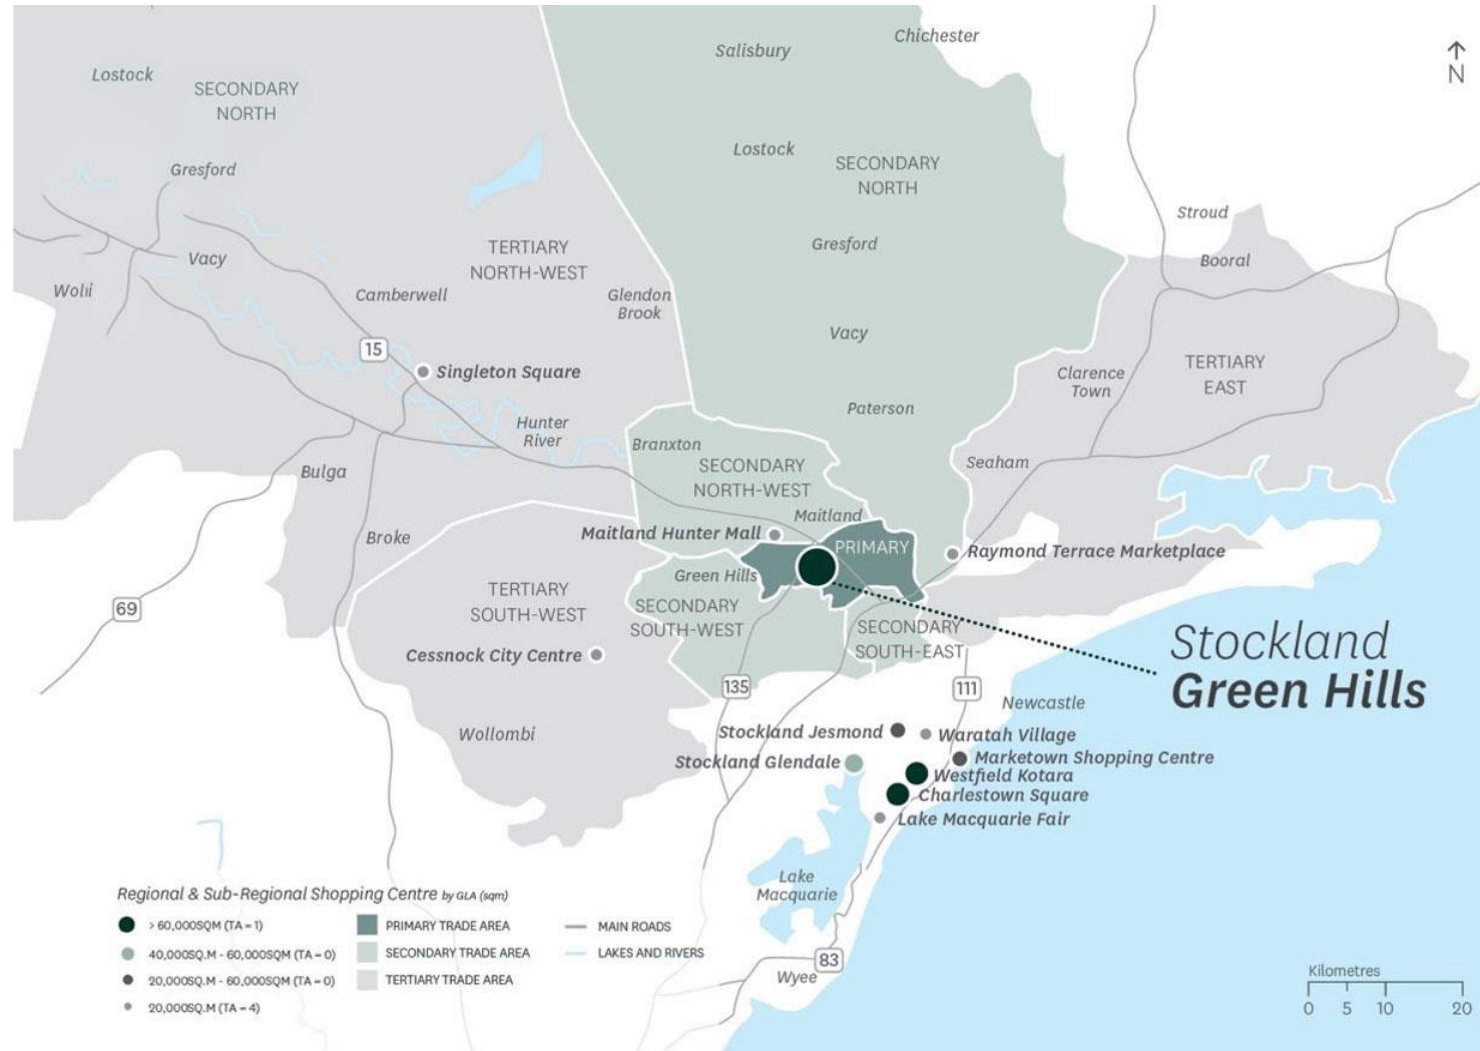 Chichester
Salisbury
N
Lostock
SECONDARY
NORTH
Lostock
SECONDARY
NORTH
Gresford
Stroud
TERTIARY
NORTH-WEST
Gresford
Vacy
Booral
Wolii
Camberwell
Glendon
Brook
Vacy
15
Singleton Square
Clarence
Town
TERTIARY
EAST
Paterson
Hunter
River
Branxton
Bulga
SECONDARY
NORTH-WEST
Seaham
Maitland
Broke
Maitland Hunter Mall
PRIMARY
Raymond Terrace Marketplace
Green Hills
TERTIARY
SOUTH-WEST
69
SECONDARY
SOUTH-WEST
SECONDARY
SOUTH-EAST
Stockland
Green Hills
Cessnock City Centre
135
111
Newcastle
Wollombi
Stockland Jesmond
Waratah Village
Stockland Glendale
Marketown Shopping Centre
Westfield Kotara
Charlestown Square
Lake Macquarie Fair
Lake
Macquarie
Regional & Sub-Regional Shopping Centre by GLA (sqm)
> 60,000SQM (TA = 1)
40,000SQ.M - 60,000SQM (TA = 0)
20,000SQ.M - 60,000SQM (TA = 0)
20,000SQ.M (TA = 4)
PRIMARY TRADE AREA
SECONDARY TRADE AREA
TERTIARY TRADE AREA
MAIN ROADS
LAKES AND RIVERS
83
Wyee
Kilometres
0 5 10 20